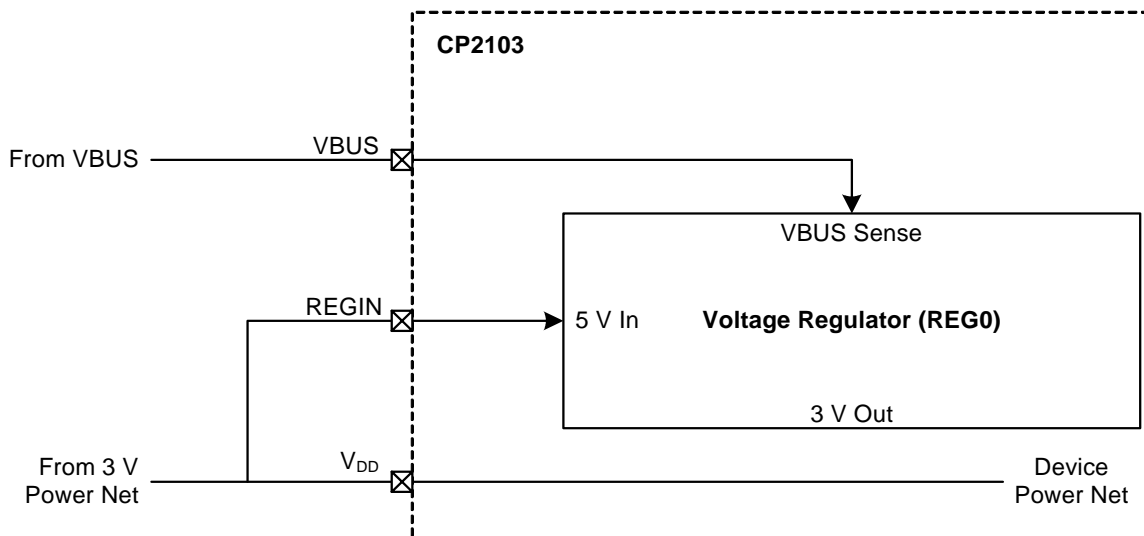 CP2103
From VBUS
VBUS
VBUS Sense
REGIN
5 V In
Voltage Regulator (REG0)
3 V Out
From 3 V
Power Net
VDD
Device
Power Net